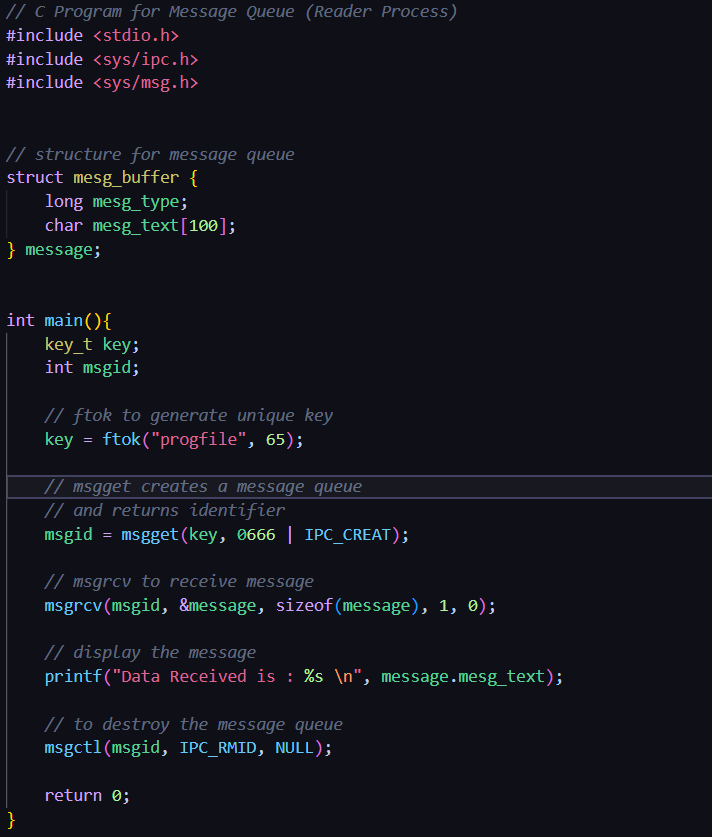 // C Program for Message Queue (Reader Process)
#include <stdio.h>
#include <sys/ipc.h>
#include <sys/msg.h>
// structure for message queue
struct mesg_buffer {
    long mesg_type;
    char mesg_text[100];
} message;
int main(){
    key_t key;
    int msgid;
    // ftok to generate unique key
    key = ftok("progfile", 65);
    // msgget creates a message queue
    // and returns identifier
    msgid = msgget(key, 0666 | IPC_CREAT);
    // msgrcv to receive message
    msgrcv(msgid, &message, sizeof(message), 1, 0);
    // display the message
    printf("Data Received is : %s \n", message.mesg_text);
    // to destroy the message queue
    msgctl(msgid, IPC_RMID, NULL);
    return 0;
}